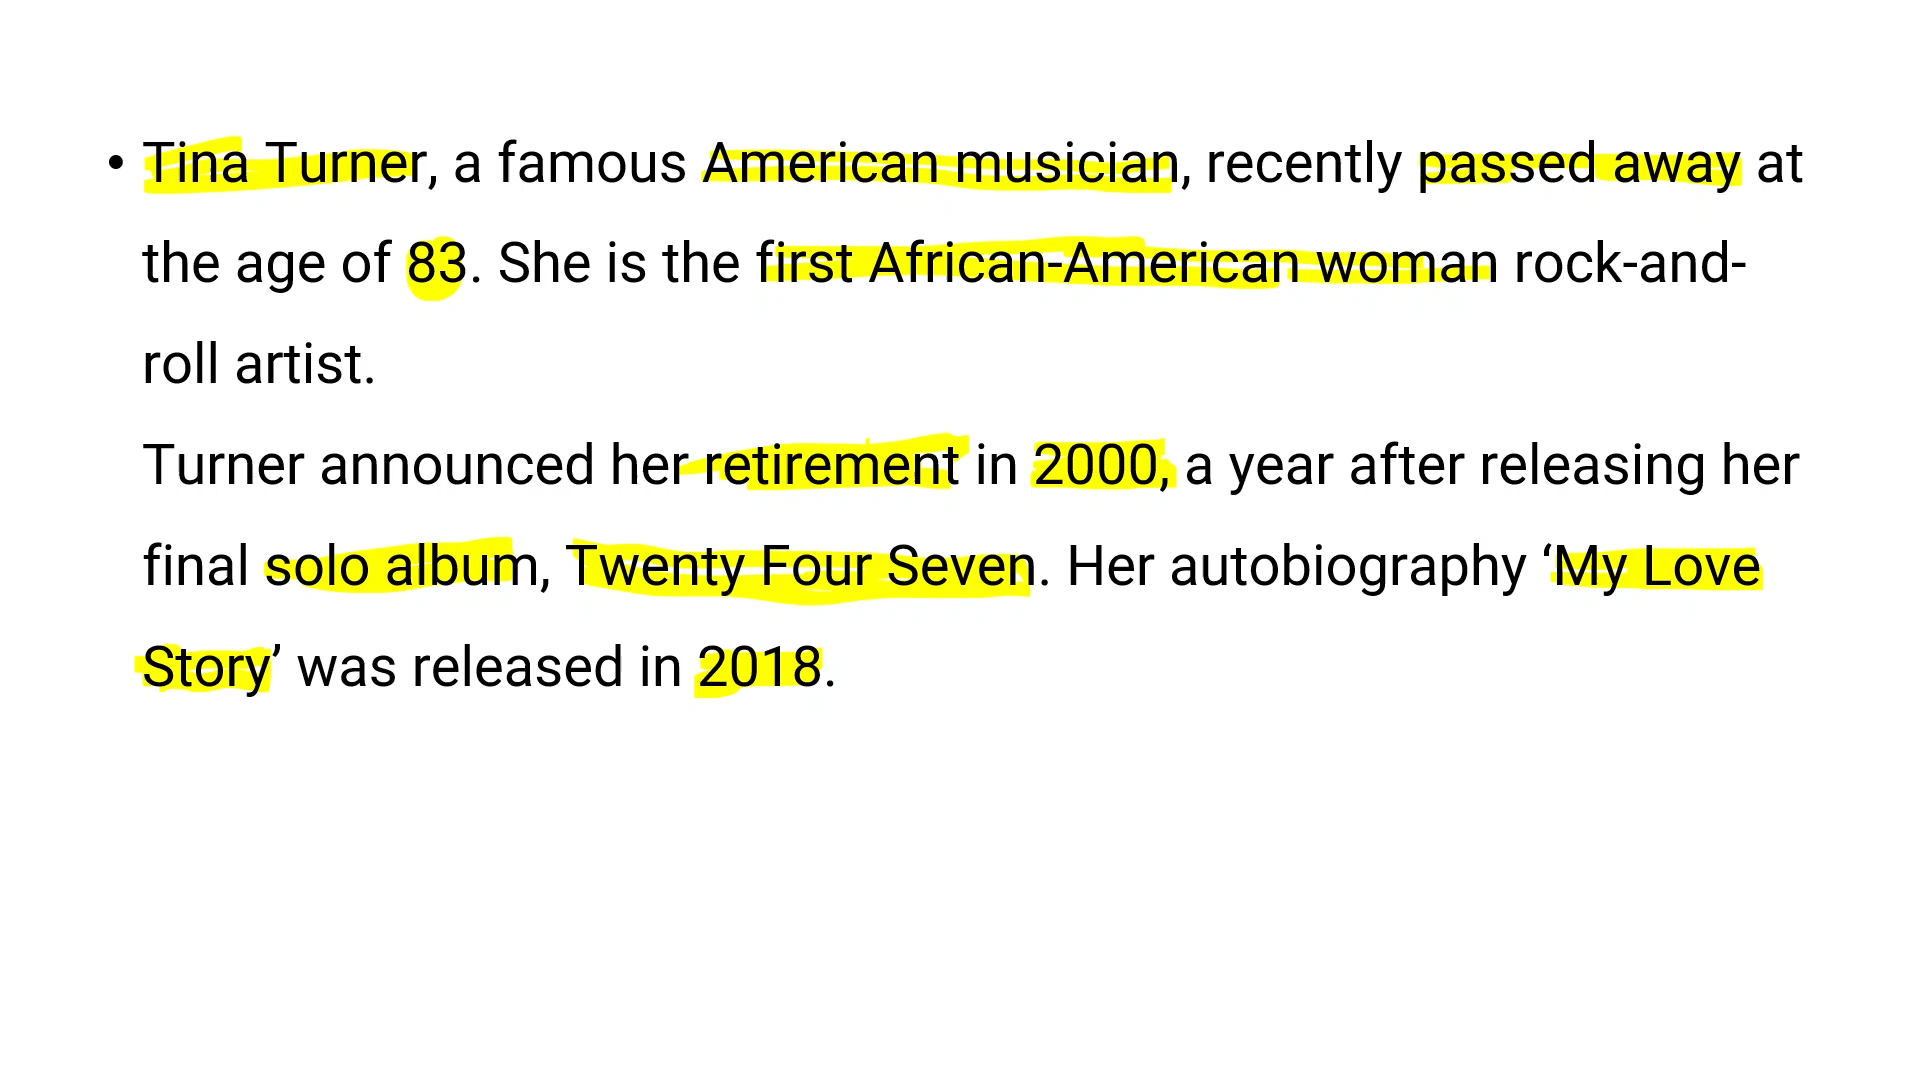 • Tina Turner, a famous American musician, recently passed away at
the age of 83. She is the first African-American woman rock-and-
roll artist.
Turner announced her retirement in 2000, a year after releasing her
final solo album, Twenty Four Seven. Her autobiography ‘My Love
Story’ was released in 2018.